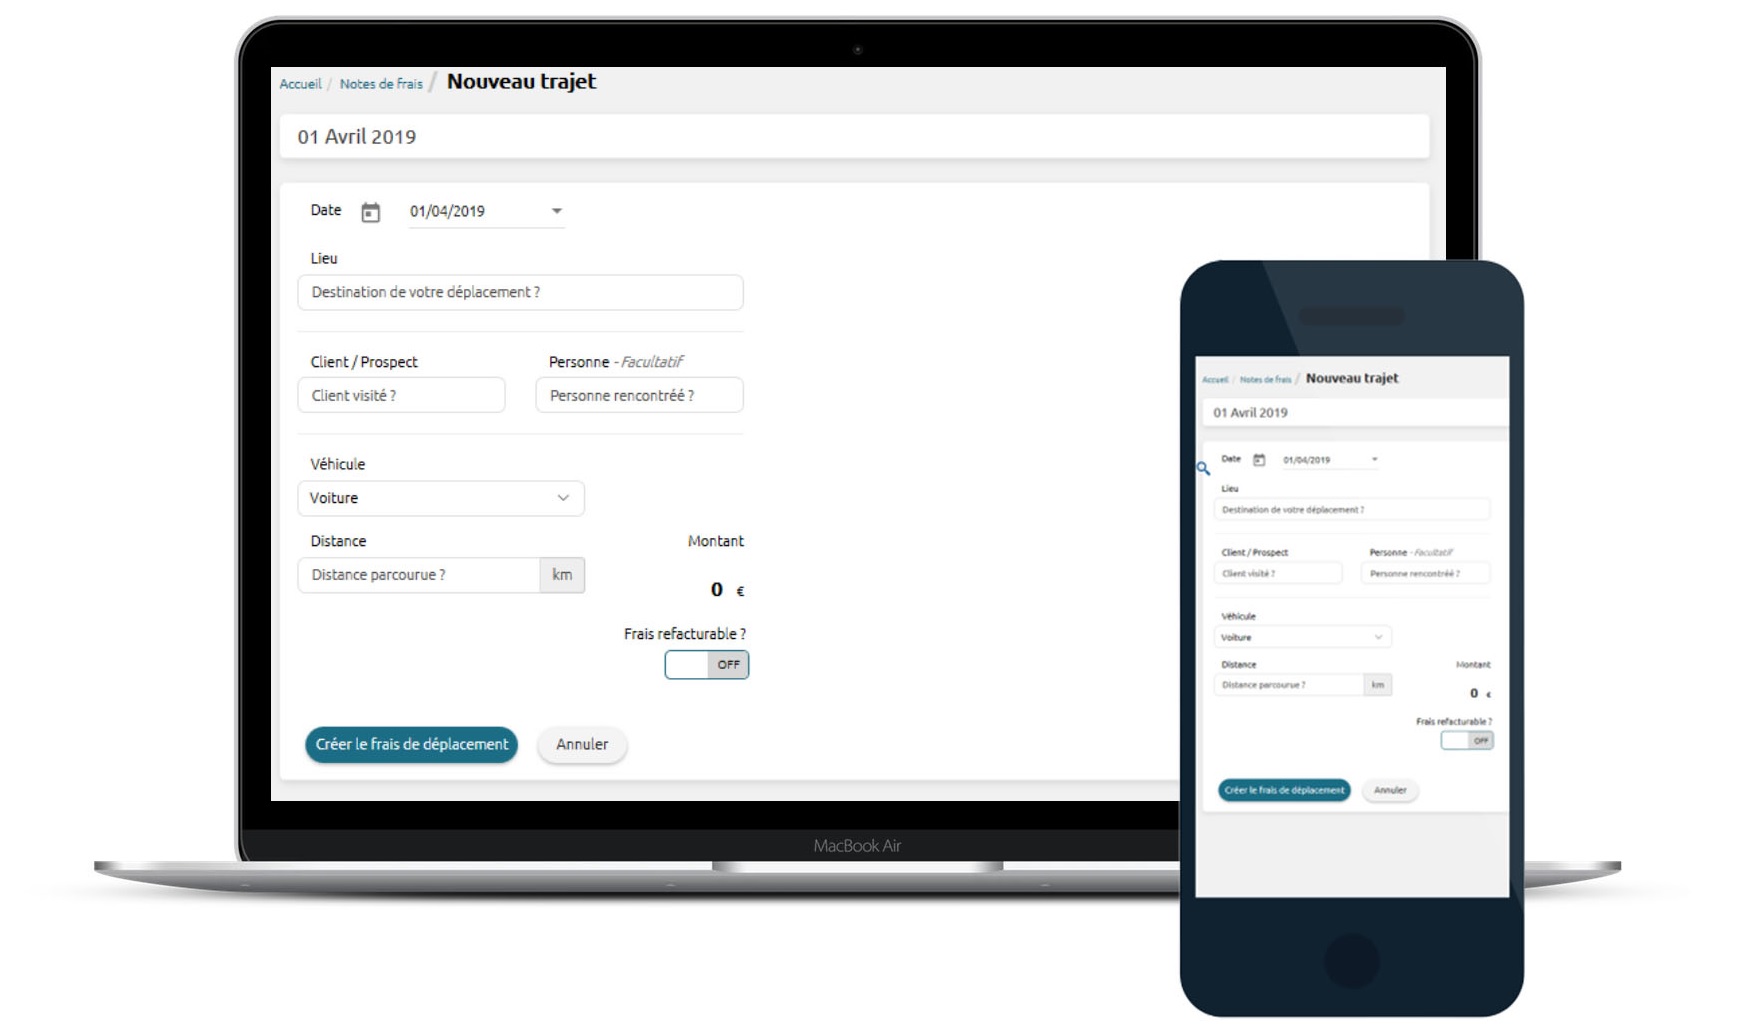 Accueil / Notes de frais / Nouveau trajet
01 Avril 2019
Date 01/04/2019
Lieu
Destination de votre déplacement ?
Client / Prospect Personne - Facultatif
Client visité ? Personne rencontréé ?
Véhicule
Voiture
Distance Montant
Distance parcourue ? km
0 €
Frais refacturable ?
OFF
Créer le frais de déplacement Annuler
MacBook Air
Accueil / Notes de frais / Nouveau trajet
01 Avril 2019
Date 01/04/2019
Lieu
Destination de votre déplacement ?
Client / Prospect Personne - Facultatif
Client visité ? Personne rencontréé ?
Véhicule
Voiture
Distance Montant
Distance parcourue ? km
0 €
Frais refacturable ?
OFF
Créer le frais de déplacement Annuler